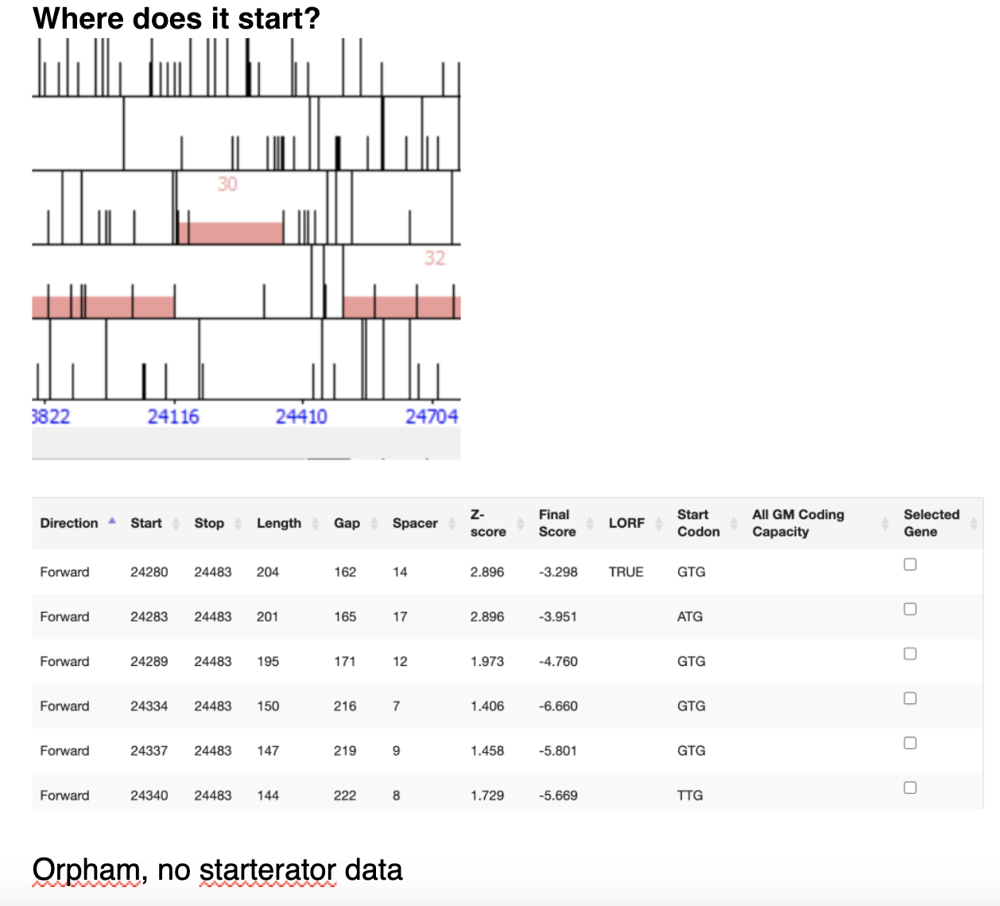 Where does it start?
30
32
3822 24116 24410 24704
Direction Start Stop Length Gap Spacer Z-score Final Score LORF Start Codon All GM Coding Capacity Selected Gene
Forward 24280 24483 204 162 14 2.896 -3.298 TRUE GTG
Forward 24283 24483 201 165 17 2.896 -3.951 ATG
Forward 24289 24483 195 171 12 1.973 -4.760 GTG
Forward 24334 24483 150 216 7 1.406 -6.660 GTG
Forward 24337 24483 147 219 9 1.458 -5.801 GTG
Forward 24340 24483 144 222 8 1.729 -5.669 TTG
Orpham, no starterator data